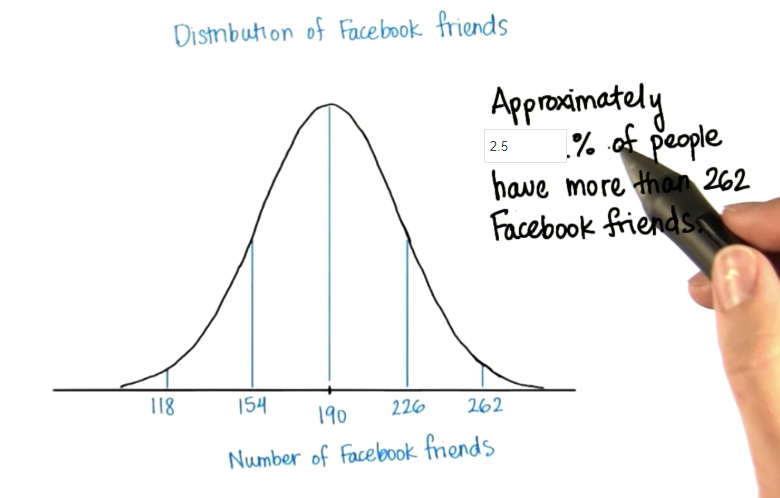 Distribution of Facebook friends
Approximately
2.5 % of people
have more than 262
Facebook friends.
118 154 190 226 262
Number of Facebook friends